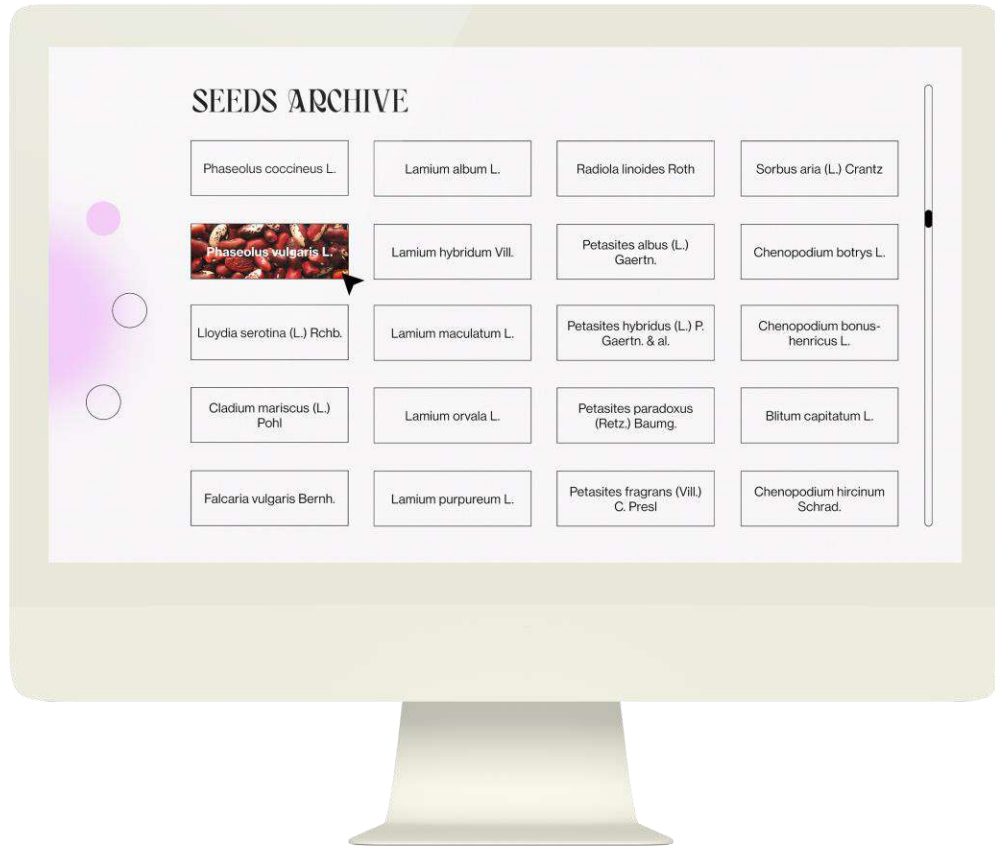 SEEDS ARCHIVE
Phaseolus coccineus L.
Lamium album L.
Radiola linoides Roth
Sorbus aria (L.) Crantz
Phaseolus vulgaris L.
Lamium hybridum Vill.
Petasites albus (L.)
Gaertn.
Chenopodium botrys L.
Lloydia serotina (L.) Rchb.
Lamium maculatum L.
Petasites hybridus (L.) P.
Gaertn. & al.
Chenopodium bonus-
henricus L.
Cladium mariscus (L.)
Pohl
Lamium orvala L.
Petasites paradoxus
(Retz.) Baumg.
Blitum capitatum L.
Falcaria vulgaris Bernh.
Lamium purpureum L.
Petasites fragrans (Vill.)
C. Presl
Chenopodium hircinum
Schrad.